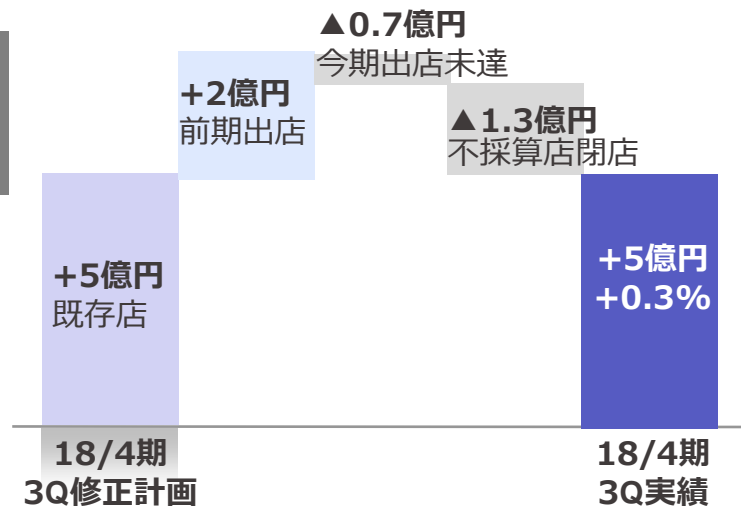 ▲0.7億円
今期出店未達
+2億円
前期出店
▲1.3億円
不採算店閉店
+5億円
既存店
+5億円
+0.3%
18/4期
3Q修正計画
18/4期
3Q実績